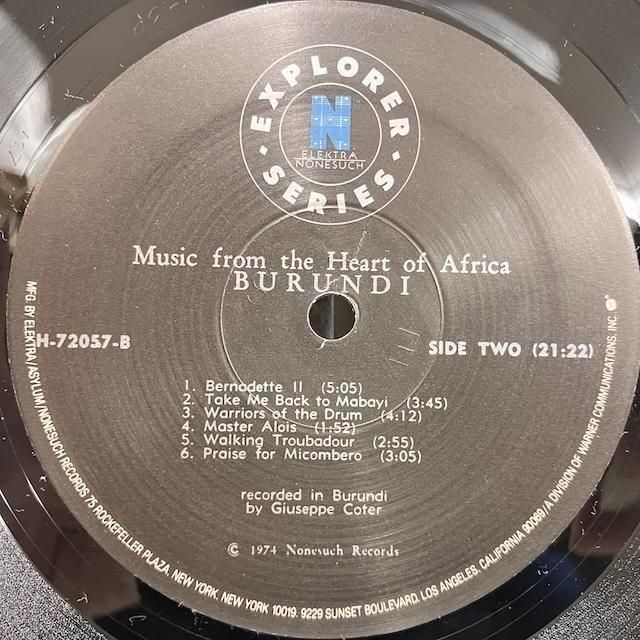 EXPLORER
N
ELEKTRA
NONESUCH
SERIES
Music from the Heart of Africa
BURUNDI
H-72057-B
SIDE TWO (21:22)
1. Bernadette II (5:05)
2. Take Me Back to Mabayi (3:45)
3. Warriors of the Drum (4:12)
4. Master Alois (1:52)
5. Walking Troubadour (2:55)
6. Praise for Micombero (3:05)
recorded in Burundi
by Giuseppe Coter
© 1974 Nonesuch Records
MFG. BY ELEKTRA/ASYLUM/NONESUCH RECORDS 75 ROCKEFELLER PLAZA, NEW YORK, NEW YORK 10019. 9229 SUNSET BOULEVARD, LOS ANGELES, CALIFORNIA 90069/A DIVISION OF WARNER COMMUNICATIONS, INC.